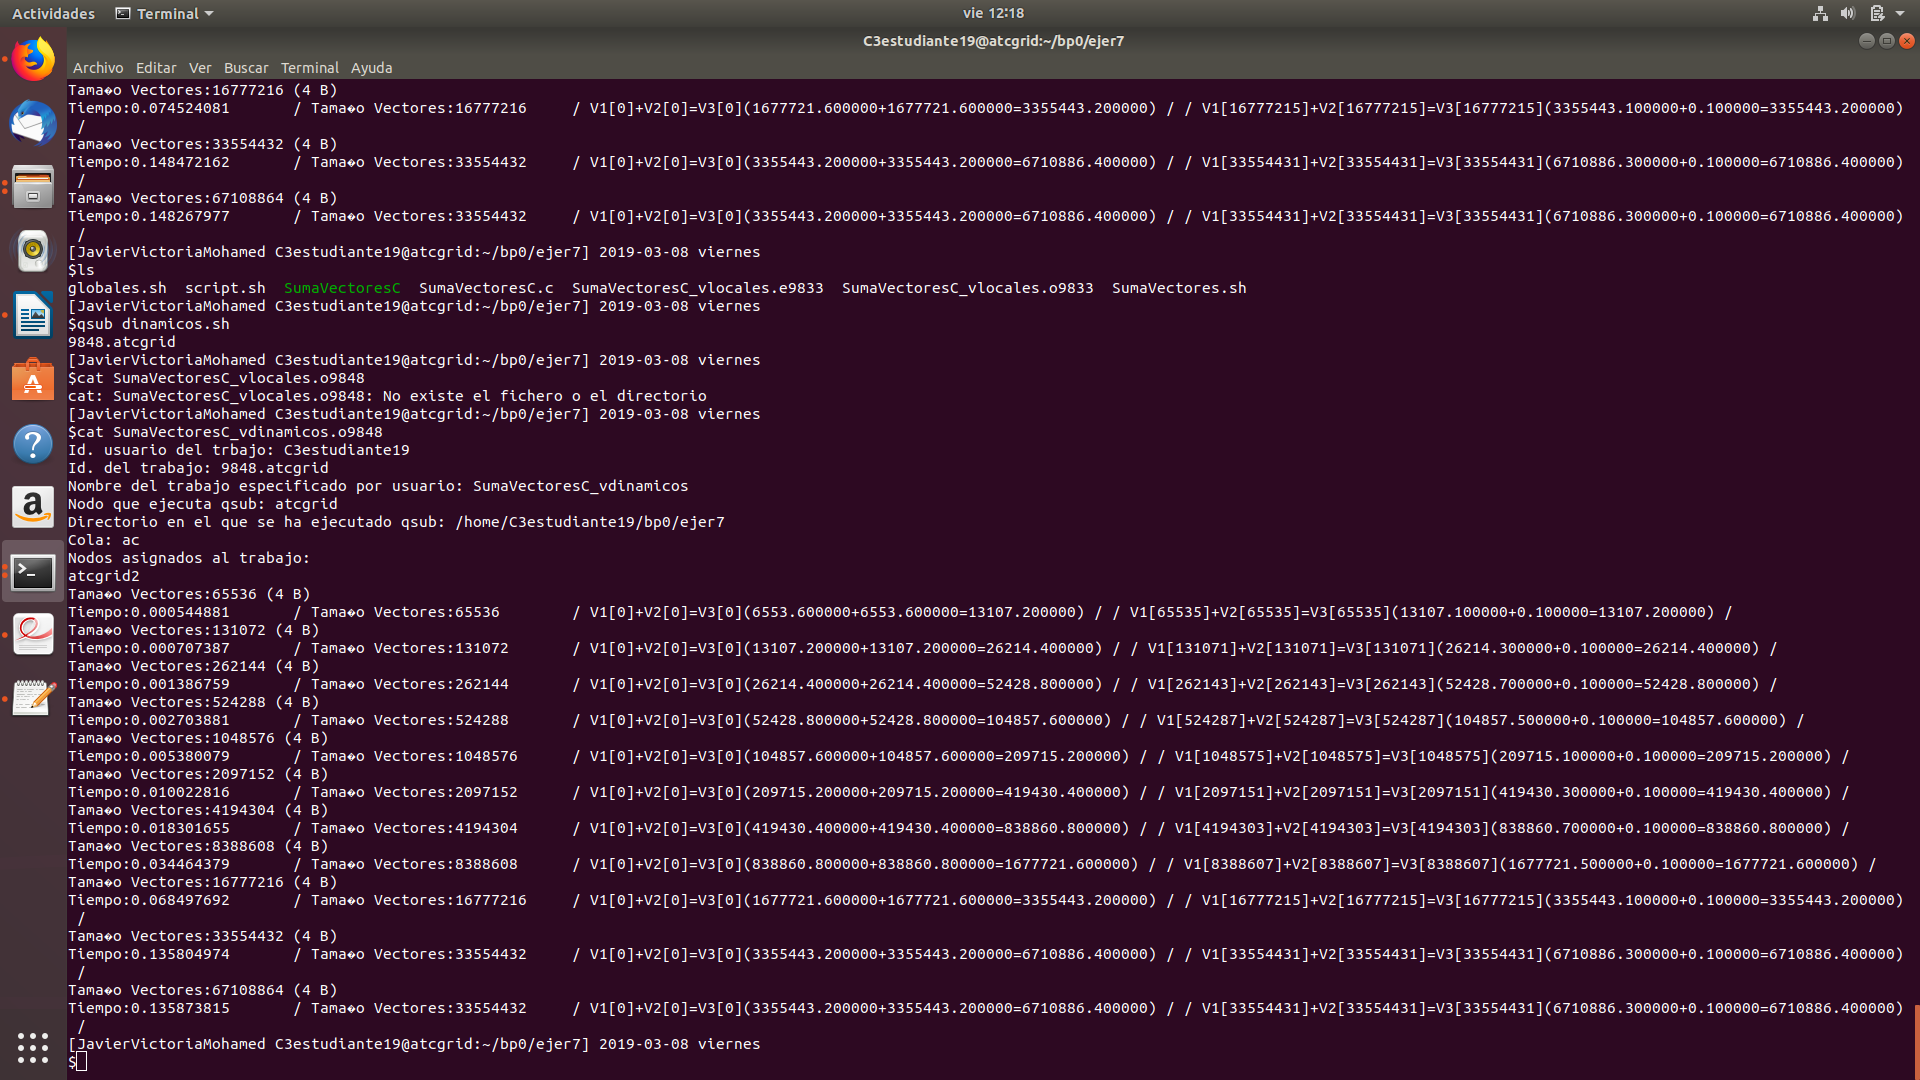 Actividades Terminal vie 12:18
C3estudiante19@atcgrid:~/bp0/ejer7
Archivo Editar Ver Buscar Terminal Ayuda
Tama�o Vectores:16777216 (4 B)
Tiempo:0.074524081 / Tama�o Vectores:16777216 / V1[0]+V2[0]=V3[0](1677721.600000+1677721.600000=3355443.200000) / / V1[16777215]+V2[16777215]=V3[16777215](3355443.100000+0.100000=3355443.200000)
/
Tama�o Vectores:33554432 (4 B)
Tiempo:0.148472162 / Tama�o Vectores:33554432 / V1[0]+V2[0]=V3[0](3355443.200000+3355443.200000=6710886.400000) / / V1[33554431]+V2[33554431]=V3[33554431](6710886.300000+0.100000=6710886.400000)
/
Tama�o Vectores:67108864 (4 B)
Tiempo:0.148267977 / Tama�o Vectores:33554432 / V1[0]+V2[0]=V3[0](3355443.200000+3355443.200000=6710886.400000) / / V1[33554431]+V2[33554431]=V3[33554431](6710886.300000+0.100000=6710886.400000)
/
[JavierVictoriaMohamed C3estudiante19@atcgrid:~/bp0/ejer7] 2019-03-08 viernes
$ls
globales.sh script.sh SumaVectoresC SumaVectoresC.c SumaVectoresC_vlocales.e9833 SumaVectoresC_vlocales.o9833 SumaVectores.sh
[JavierVictoriaMohamed C3estudiante19@atcgrid:~/bp0/ejer7] 2019-03-08 viernes
$qsub dinamicos.sh
9848.atcgrid
[JavierVictoriaMohamed C3estudiante19@atcgrid:~/bp0/ejer7] 2019-03-08 viernes
$cat SumaVectoresC_vlocales.o9848
cat: SumaVectoresC_vlocales.o9848: No existe el fichero o el directorio
[JavierVictoriaMohamed C3estudiante19@atcgrid:~/bp0/ejer7] 2019-03-08 viernes
$cat SumaVectoresC_vdinamicos.o9848
Id. usuario del trbajo: C3estudiante19
Id. del trabajo: 9848.atcgrid
Nombre del trabajo especificado por usuario: SumaVectoresC_vdinamicos
Nodo que ejecuta qsub: atcgrid
Directorio en el que se ha ejecutado qsub: /home/C3estudiante19/bp0/ejer7
Cola: ac
Nodos asignados al trabajo:
atcgrid2
Tama�o Vectores:65536 (4 B)
Tiempo:0.000544881 / Tama�o Vectores:65536 / V1[0]+V2[0]=V3[0](6553.600000+6553.600000=13107.200000) / / V1[65535]+V2[65535]=V3[65535](13107.100000+0.100000=13107.200000) /
Tama�o Vectores:131072 (4 B)
Tiempo:0.000707387 / Tama�o Vectores:131072 / V1[0]+V2[0]=V3[0](13107.200000+13107.200000=26214.400000) / / V1[131071]+V2[131071]=V3[131071](26214.300000+0.100000=26214.400000) /
Tama�o Vectores:262144 (4 B)
Tiempo:0.001386759 / Tama�o Vectores:262144 / V1[0]+V2[0]=V3[0](26214.400000+26214.400000=52428.800000) / / V1[262143]+V2[262143]=V3[262143](52428.700000+0.100000=52428.800000) /
Tama�o Vectores:524288 (4 B)
Tiempo:0.002703881 / Tama�o Vectores:524288 / V1[0]+V2[0]=V3[0](52428.800000+52428.800000=104857.600000) / / V1[524287]+V2[524287]=V3[524287](104857.500000+0.100000=104857.600000) /
Tama�o Vectores:1048576 (4 B)
Tiempo:0.005380079 / Tama�o Vectores:1048576 / V1[0]+V2[0]=V3[0](104857.600000+104857.600000=209715.200000) / / V1[1048575]+V2[1048575]=V3[1048575](209715.100000+0.100000=209715.200000) /
Tama�o Vectores:2097152 (4 B)
Tiempo:0.010022816 / Tama�o Vectores:2097152 / V1[0]+V2[0]=V3[0](209715.200000+209715.200000=419430.400000) / / V1[2097151]+V2[2097151]=V3[2097151](419430.300000+0.100000=419430.400000) /
Tama�o Vectores:4194304 (4 B)
Tiempo:0.018301655 / Tama�o Vectores:4194304 / V1[0]+V2[0]=V3[0](419430.400000+419430.400000=838860.800000) / / V1[4194303]+V2[4194303]=V3[4194303](838860.700000+0.100000=838860.800000) /
Tama�o Vectores:8388608 (4 B)
Tiempo:0.034464379 / Tama�o Vectores:8388608 / V1[0]+V2[0]=V3[0](838860.800000+838860.800000=1677721.600000) / / V1[8388607]+V2[8388607]=V3[8388607](1677721.500000+0.100000=1677721.600000) /
Tama�o Vectores:16777216 (4 B)
Tiempo:0.068497692 / Tama�o Vectores:16777216 / V1[0]+V2[0]=V3[0](1677721.600000+1677721.600000=3355443.200000) / / V1[16777215]+V2[16777215]=V3[16777215](3355443.100000+0.100000=3355443.200000)
/
Tama�o Vectores:33554432 (4 B)
Tiempo:0.135804974 / Tama�o Vectores:33554432 / V1[0]+V2[0]=V3[0](3355443.200000+3355443.200000=6710886.400000) / / V1[33554431]+V2[33554431]=V3[33554431](6710886.300000+0.100000=6710886.400000)
/
Tama�o Vectores:67108864 (4 B)
Tiempo:0.135873815 / Tama�o Vectores:33554432 / V1[0]+V2[0]=V3[0](3355443.200000+3355443.200000=6710886.400000) / / V1[33554431]+V2[33554431]=V3[33554431](6710886.300000+0.100000=6710886.400000)
/
[JavierVictoriaMohamed C3estudiante19@atcgrid:~/bp0/ejer7] 2019-03-08 viernes
$